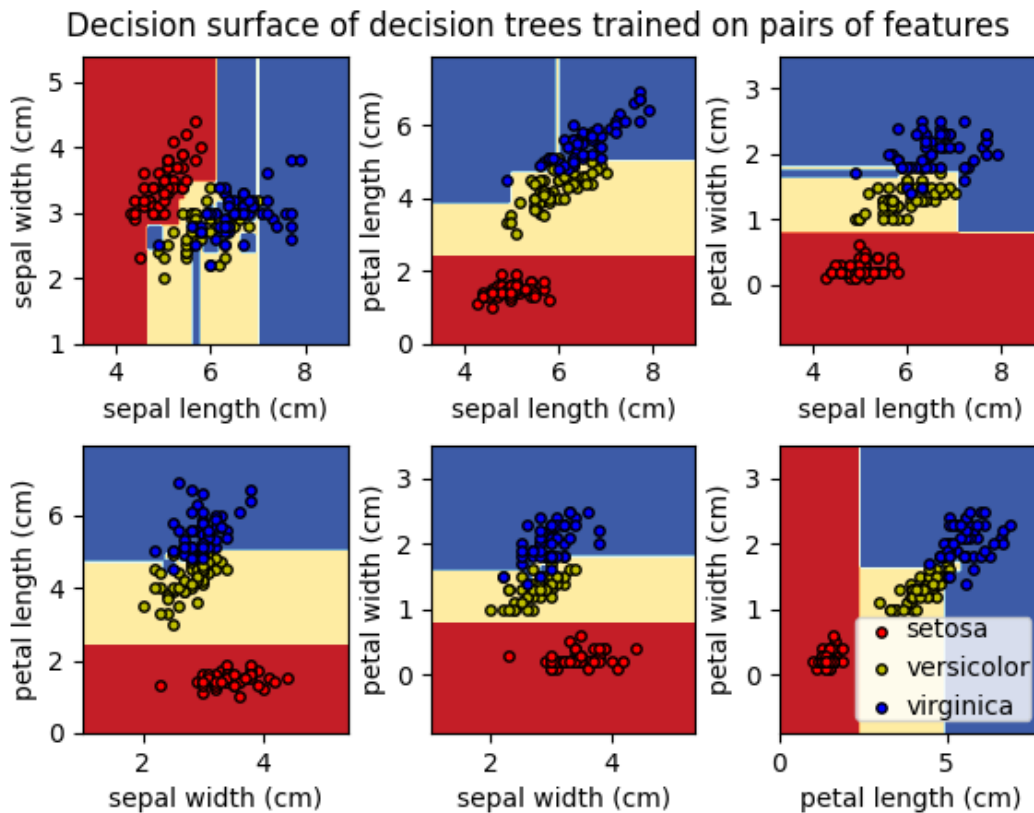 Decision surface of decision trees trained on pairs of features
5
4
3
2
1
sepal width (cm)
4 6 8
sepal length (cm)
6
4
2
0
petal length (cm)
4 6 8
sepal length (cm)
3
2
1
0
petal width (cm)
4 6 8
sepal length (cm)
6
4
2
0
petal length (cm)
2 4
sepal width (cm)
3
2
1
0
petal width (cm)
2 4
sepal width (cm)
3
2
1
0
petal width (cm)
0 5
petal length (cm)
setosa
versicolor
virginica